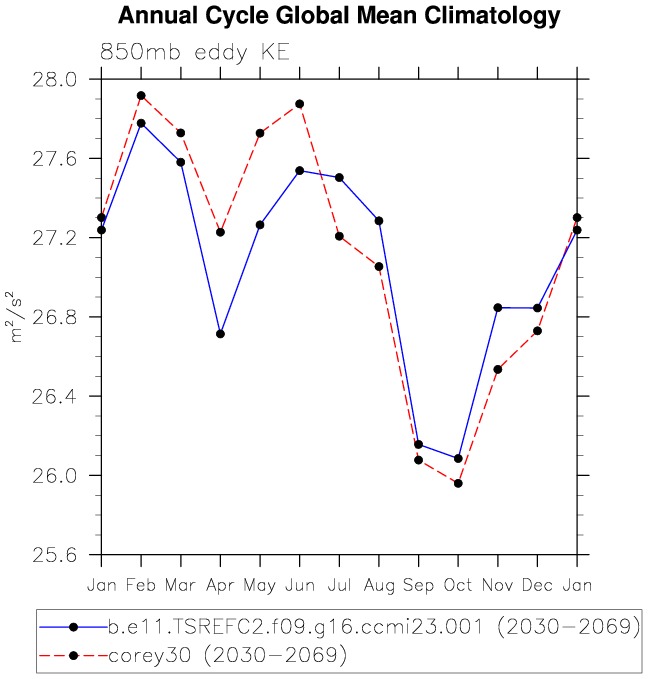 Annual Cycle Global Mean Climatology
850mb eddy KE
28.0
27.6
27.2
26.8
26.4
26.0
25.6
m²/s²
Jan Feb Mar Apr May Jun Jul Aug Sep Oct Nov Dec Jan
b.e11.TSREFC2.f09.g16.ccmi23.001 (2030−2069)
corey30 (2030−2069)